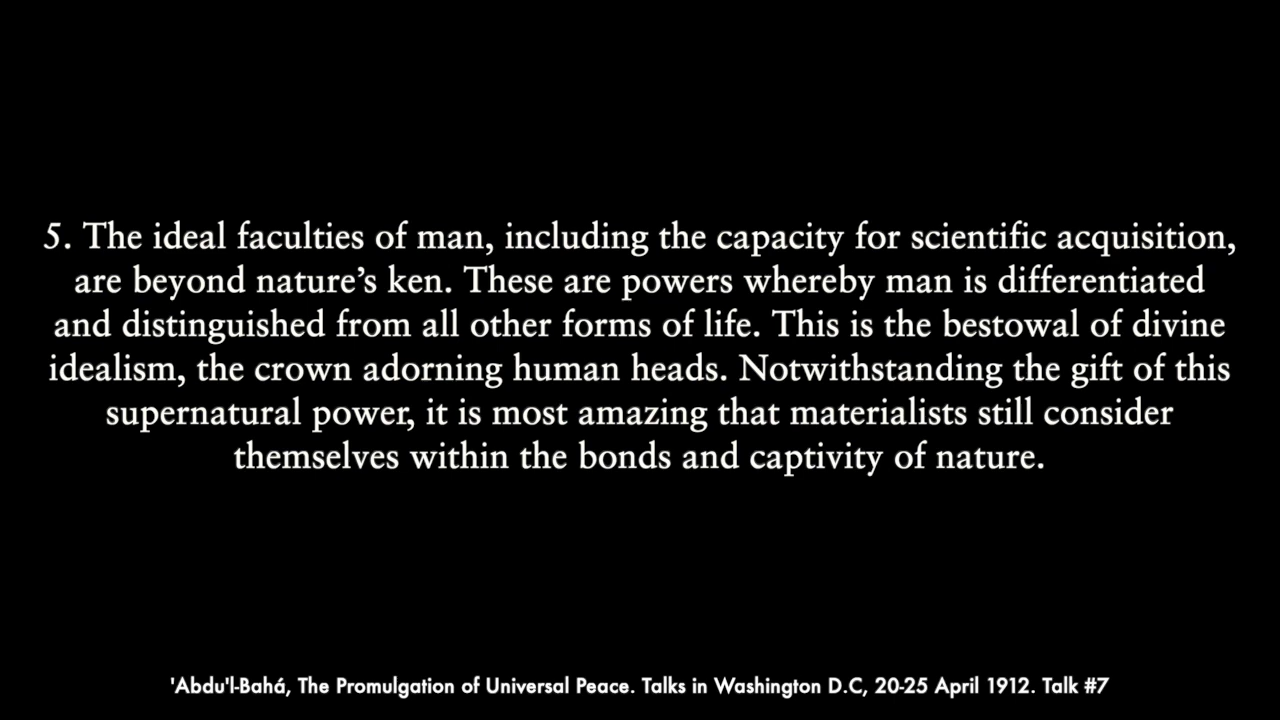 5. The ideal faculties of man, including the capacity for scientific acquisition,
are beyond nature’s ken. These are powers whereby man is differentiated
and distinguished from all other forms of life. This is the bestowal of divine
idealism, the crown adorning human heads. Notwithstanding the gift of this
supernatural power, it is most amazing that materialists still consider
themselves within the bonds and captivity of nature.
'Abdu'l-Bahá, The Promulgation of Universal Peace. Talks in Washington D.C, 20-25 April 1912. Talk #7